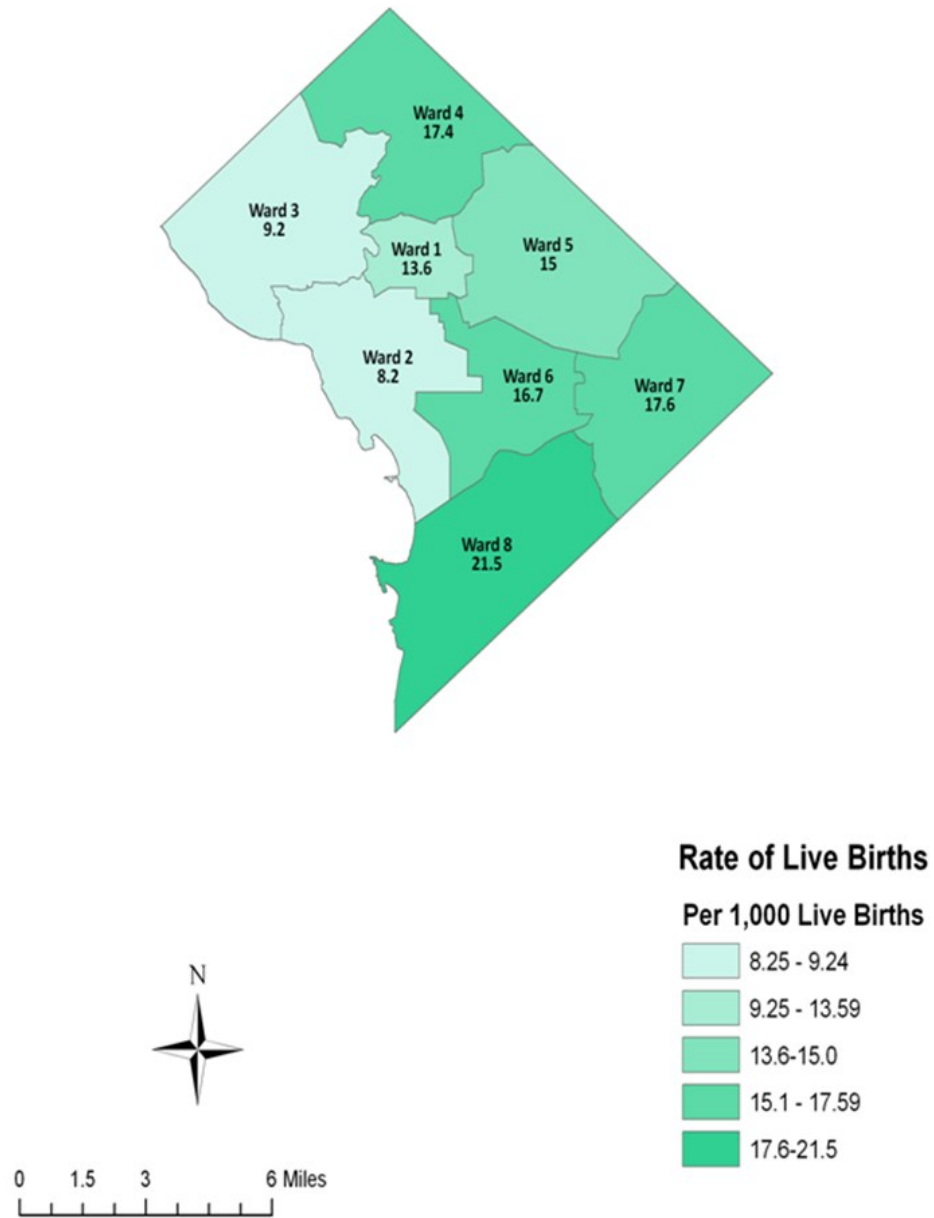 Ward 4
17.4
Ward 3
9.2
Ward 1
13.6
Ward 5
15
Ward 2
8.2
Ward 6
16.7
Ward 7
17.6
Ward 8
21.5
Rate of Live Births
Per 1,000 Live Births
8.25 - 9.24
9.25 - 13.59
13.6-15.0
15.1 - 17.59
17.6-21.5
N
0 1.5 3 6 Miles